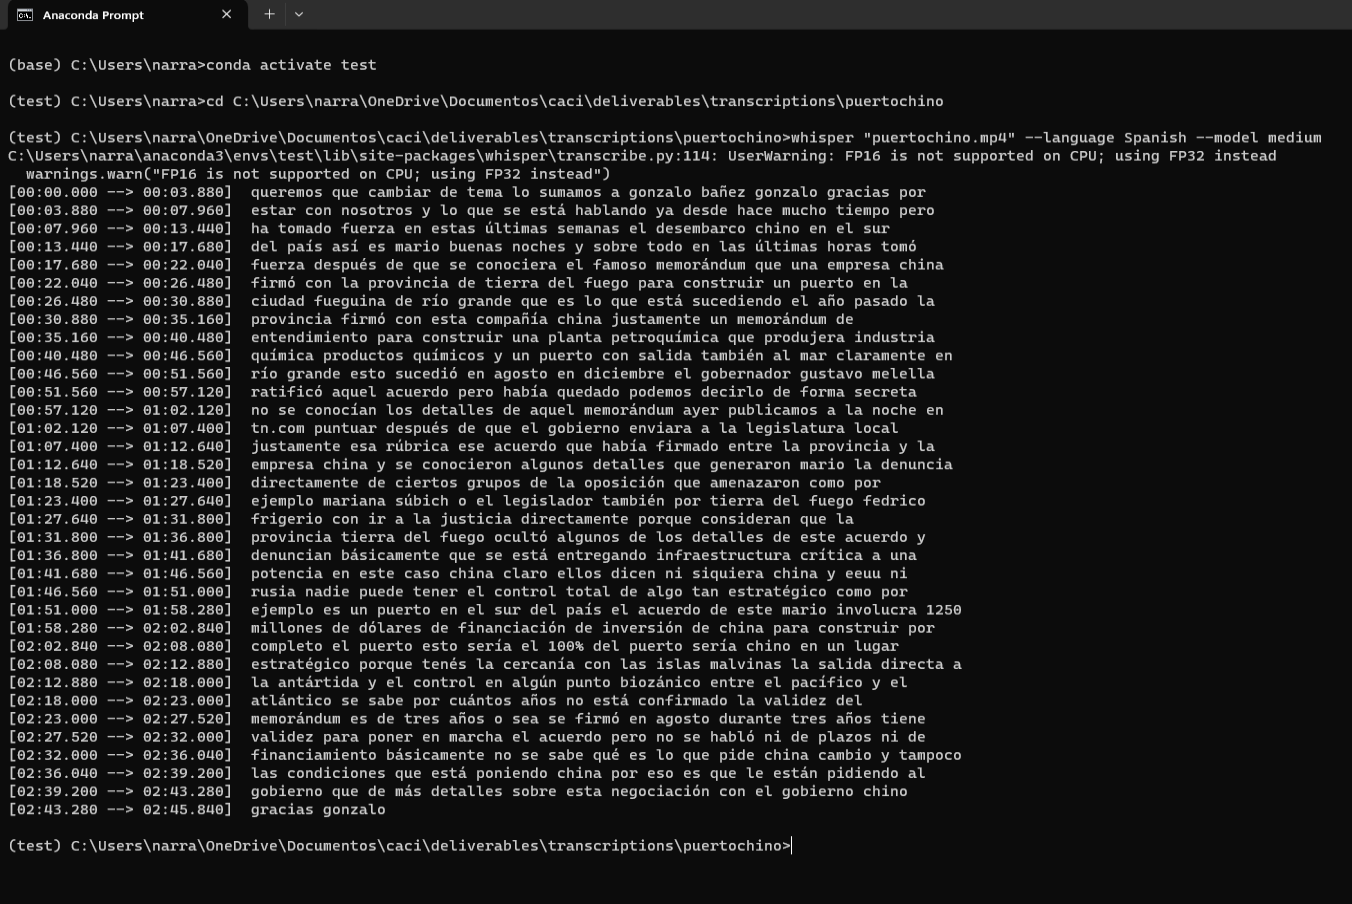 Anaconda Prompt
(base) C:\Users\narra>conda activate test
(test) C:\Users\narra>cd C:\Users\narra\OneDrive\Documentos\caci\deliverables\transcriptions\puertochino
(test) C:\Users\narra\OneDrive\Documentos\caci\deliverables\transcriptions\puertochino>whisper "puertochino.mp4" --language Spanish --model medium
C:\Users\narra\anaconda3\envs\test\lib\site-packages\whisper\transcribe.py:114: UserWarning: FP16 is not supported on CPU; using FP32 instead
  warnings.warn("FP16 is not supported on CPU; using FP32 instead")
[00:00.000 --> 00:03.880]  queremos que cambiar de tema lo sumamos a gonzalo bañez gonzalo gracias por
[00:03.880 --> 00:07.960]  estar con nosotros y lo que se está hablando ya desde hace mucho tiempo pero
[00:07.960 --> 00:13.440]  ha tomado fuerza en estas últimas semanas el desembarco chino en el sur
[00:13.440 --> 00:17.680]  del país así es mario buenas noches y sobre todo en las últimas horas tomó
[00:17.680 --> 00:22.040]  fuerza después de que se conociera el famoso memorándum que una empresa china
[00:22.040 --> 00:26.480]  firmó con la provincia de tierra del fuego para construir un puerto en la
[00:26.480 --> 00:30.880]  ciudad fueguina de río grande que es lo que está sucediendo el año pasado la
[00:30.880 --> 00:35.160]  provincia firmó con esta compañía china justamente un memorándum de
[00:35.160 --> 00:40.480]  entendimiento para construir una planta petroquímica que produjera industria
[00:40.480 --> 00:46.560]  química productos químicos y un puerto con salida también al mar claramente en
[00:46.560 --> 00:51.560]  río grande esto sucedió en agosto en diciembre el gobernador gustavo melella
[00:51.560 --> 00:57.120]  ratificó aquel acuerdo pero había quedado podemos decirlo de forma secreta
[00:57.120 --> 01:02.120]  no se conocían los detalles de aquel memorándum ayer publicamos a la noche en
[01:02.120 --> 01:07.400]  tn.com puntuar después de que el gobierno enviara a la legislatura local
[01:07.400 --> 01:12.640]  justamente esa rúbrica ese acuerdo que había firmado entre la provincia y la
[01:12.640 --> 01:18.520]  empresa china y se conocieron algunos detalles que generaron mario la denuncia
[01:18.520 --> 01:23.400]  directamente de ciertos grupos de la oposición que amenazaron como por
[01:23.400 --> 01:27.640]  ejemplo mariana súbich o el legislador también por tierra del fuego fedrico
[01:27.640 --> 01:31.800]  frigerio con ir a la justicia directamente porque consideran que la
[01:31.800 --> 01:36.800]  provincia tierra del fuego ocultó algunos de los detalles de este acuerdo y
[01:36.800 --> 01:41.680]  denuncian básicamente que se está entregando infraestructura crítica a una
[01:41.680 --> 01:46.560]  potencia en este caso china claro ellos dicen ni siquiera china y eeuu ni
[01:46.560 --> 01:51.000]  rusia nadie puede tener el control total de algo tan estratégico como por
[01:51.000 --> 01:58.280]  ejemplo es un puerto en el sur del país el acuerdo de este mario involucra 1250
[01:58.280 --> 02:02.840]  millones de dólares de financiación de inversión de china para construir por
[02:02.840 --> 02:08.080]  completo el puerto esto sería el 100% del puerto sería chino en un lugar
[02:08.080 --> 02:12.880]  estratégico porque tenés la cercanía con las islas malvinas la salida directa a
[02:12.880 --> 02:18.000]  la antártida y el control en algún punto biozánico entre el pacífico y el
[02:18.000 --> 02:23.000]  atlántico se sabe por cuántos años no está confirmado la validez del
[02:23.000 --> 02:27.520]  memorándum es de tres años o sea se firmó en agosto durante tres años tiene
[02:27.520 --> 02:32.000]  validez para poner en marcha el acuerdo pero no se habló ni de plazos ni de
[02:32.000 --> 02:36.040]  financiamiento básicamente no se sabe qué es lo que pide china cambio y tampoco
[02:36.040 --> 02:39.200]  las condiciones que está poniendo china por eso es que le están pidiendo al
[02:39.200 --> 02:43.280]  gobierno que de más detalles sobre esta negociación con el gobierno chino
[02:43.280 --> 02:45.840]  gracias gonzalo
(test) C:\Users\narra\OneDrive\Documentos\caci\deliverables\transcriptions\puertochino>